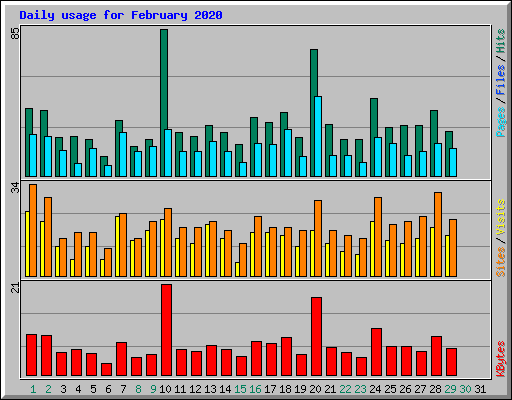 Daily usage for February 2020
85
34
21
Pages / Files / Hits
Sites / Visits
KBytes
1 2 3 4 5 6 7 8 9 10 11 12 13 14 15 16 17 18 19 20 21 22 23 24 25 26 27 28 29 30 31